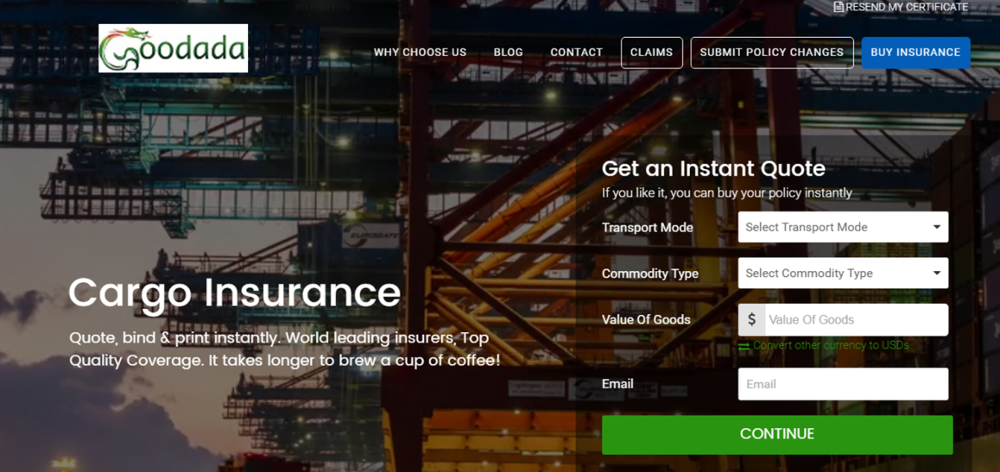 RESEND MY CERTIFICATE
Goodada
WHY CHOOSE US BLOG CONTACT CLAIMS SUBMIT POLICY CHANGES BUY INSURANCE
Get an Instant Quote
If you like it, you can buy your policy instantly
Transport Mode Select Transport Mode
Commodity Type Select Commodity Type
Value Of Goods $ Value Of Goods
Convert other currency to USDs
Email Email
CONTINUE
Cargo Insurance
Quote, bind & print instantly. World leading insurers, Top
Quality Coverage. It takes longer to brew a cup of coffee!
EUROGATE